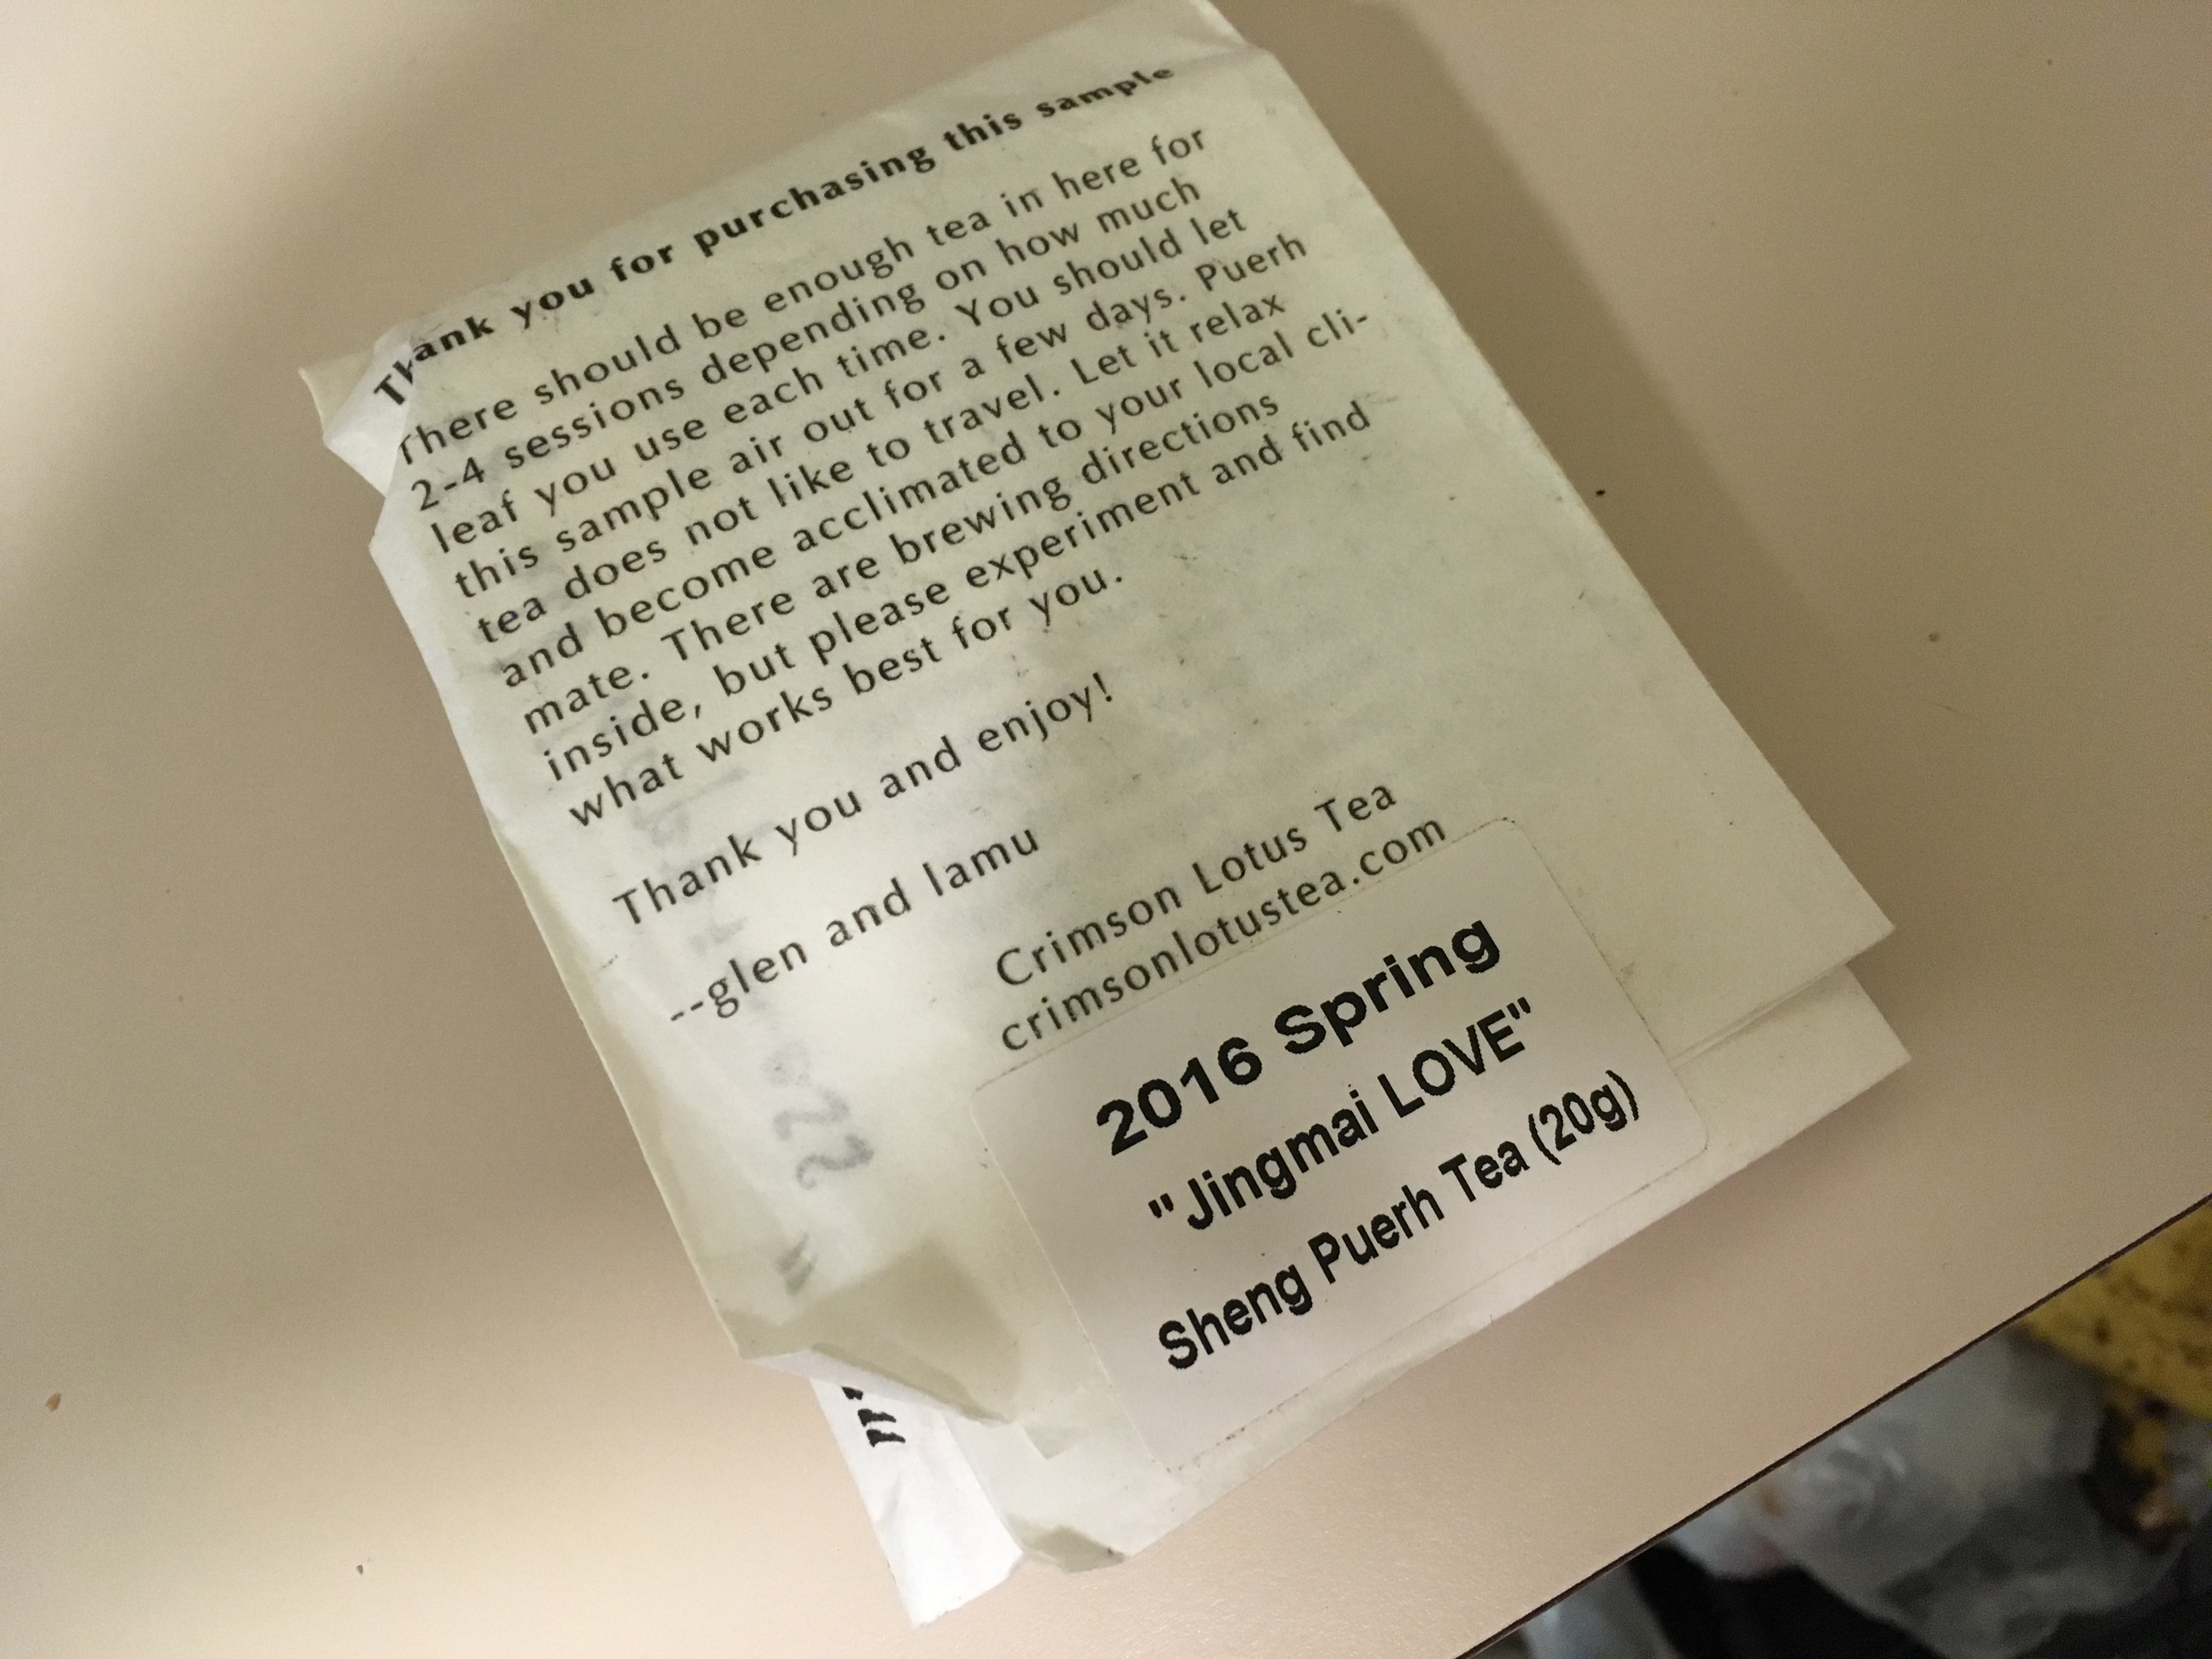 Thank you for purchasing this sample
There should be enough tea in here for
2-4 sessions depending on how much
leaf you use each time. You should let
this sample air out for a few days. Puerh
tea does not like to travel. Let it relax
and become acclimated to your local cli-
mate. There are brewing directions
inside, but please experiment and find
what works best for you.
Thank you and enjoy!
--glen and lamu
Crimson Lotus Tea
crimsonlotustea.com
2016 Spring
"Jingmai LOVE"
Sheng Puerh Tea (20g)